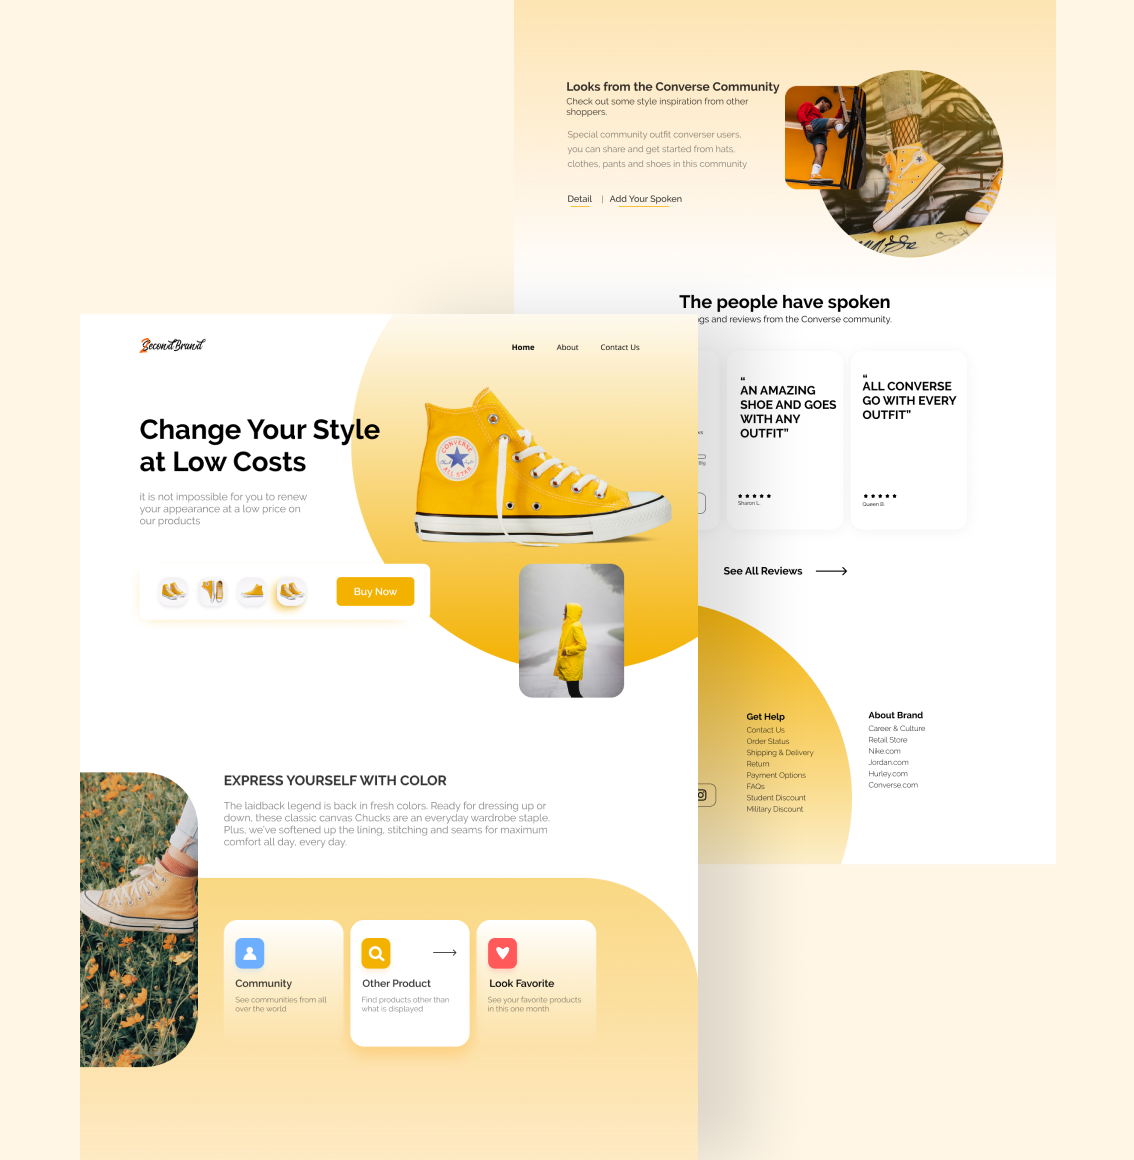 Looks from the Converse Community
Check out some style inspiration from other
shoppers.
Special community outfit converser users,
you can share and get started from hats,
clothes, pants and shoes in this community
Detail | Add Your Spoken
The people have spoken
and reviews from the Converse community.
“
AN AMAZING
SHOE AND GOES
WITH ANY
OUTFIT”
Sharon L.
“
ALL CONVERSE
GO WITH EVERY
OUTFIT”
Queen B.
Big
See All Reviews
Get Help
Contact Us
Order Status
Shipping & Delivery
Return
Payment Options
FAQs
Student Discount
Military Discount
About Brand
Career & Culture
Retail Store
Nike.com
Jordan.com
Hurley.com
Converse.com
Second Brand
Home
About
Contact Us
Change Your Style
at Low Costs
it is not impossible for you to renew
your appearance at a low price on
our products
Buy Now
CONVERSE
ALL STAR
EXPRESS YOURSELF WITH COLOR
The laidback legend is back in fresh colors. Ready for dressing up or
down, these classic canvas Chucks are an everyday wardrobe staple.
Plus, we've softened up the lining, stitching and seams for maximum
comfort all day, every day.
Community
See communities from all
over the world
Other Product
Find products other than
what is displayed
Look Favorite
See your favorite products
in this one month